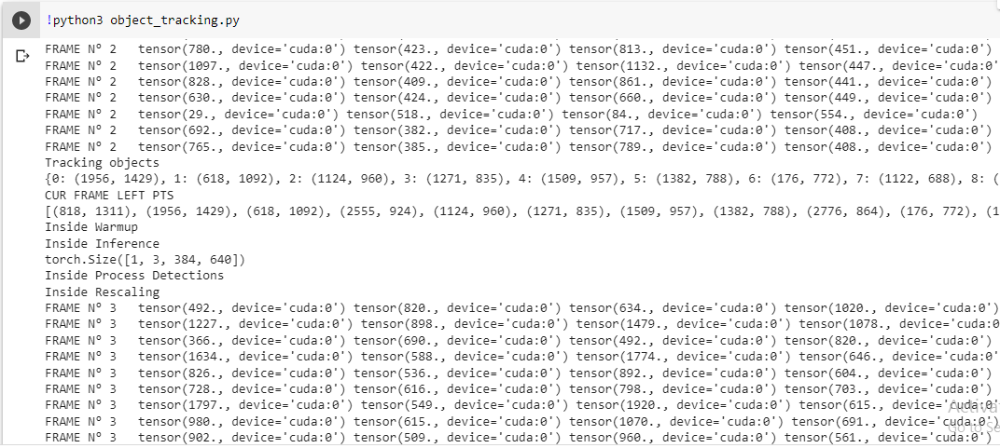 !python3 object_tracking.py
FRAME Nº 2 tensor(780., device='cuda:0') tensor(423., device='cuda:0') tensor(813., device='cuda:0') tensor(451., device='cuda:0')
FRAME Nº 2 tensor(1097., device='cuda:0') tensor(422., device='cuda:0') tensor(1132., device='cuda:0') tensor(447., device='c
FRAME Nº 2 tensor(828., device='cuda:0') tensor(409., device='cuda:0') tensor(861., device='cuda:0') tensor(441., device='cuda:0')
FRAME Nº 2 tensor(630., device='cuda:0') tensor(424., device='cuda:0') tensor(660., device='cuda:0') tensor(449., device='cuda:0')
FRAME Nº 2 tensor(29., device='cuda:0') tensor(518., device='cuda:0') tensor(84., device='cuda:0') tensor(554., device='cuda:0')
FRAME Nº 2 tensor(692., device='cuda:0') tensor(382., device='cuda:0') tensor(717., device='cuda:0') tensor(408., device='cuda:0')
FRAME Nº 2 tensor(765., device='cuda:0') tensor(385., device='cuda:0') tensor(789., device='cuda:0') tensor(408., device='cuda:0')
Tracking objects
{0: (1956, 1429), 1: (618, 1092), 2: (1124, 960), 3: (1271, 835), 4: (1509, 957), 5: (1382, 788), 6: (176, 772), 7: (1122, 688), 8: (
CUR FRAME LEFT PTS
[(818, 1311), (1956, 1429), (618, 1092), (2555, 924), (1124, 960), (1271, 835), (1509, 957), (1382, 788), (2776, 864), (176, 772), (1
Inside Warmup
Inside Inference
torch.Size([1, 3, 384, 640])
Inside Process Detections
Inside Rescaling
FRAME Nº 3 tensor(492., device='cuda:0') tensor(820., device='cuda:0') tensor(634., device='cuda:0') tensor(1020., device='cuda:0')
FRAME Nº 3 tensor(1227., device='cuda:0') tensor(898., device='cuda:0') tensor(1479., device='cuda:0') tensor(1078., device='cuda:0
FRAME Nº 3 tensor(366., device='cuda:0') tensor(690., device='cuda:0') tensor(492., device='cuda:0') tensor(820., device='cuda:0')
FRAME Nº 3 tensor(1634., device='cuda:0') tensor(588., device='cuda:0') tensor(1774., device='cuda:0') tensor(646., device='cuda:0')
FRAME Nº 3 tensor(826., device='cuda:0') tensor(536., device='cuda:0') tensor(892., device='cuda:0') tensor(604., device='cuda:0')
FRAME Nº 3 tensor(728., device='cuda:0') tensor(616., device='cuda:0') tensor(798., device='cuda:0') tensor(703., device='cuda:0')
FRAME Nº 3 tensor(1797., device='cuda:0') tensor(549., device='cuda:0') tensor(1920., device='cuda:0') tensor(615., device='cuda:0')
FRAME Nº 3 tensor(980., device='cuda:0') tensor(615., device='cuda:0') tensor(1070., device='cuda:0') tensor(691., device='cuda:0')
FRAME Nº 3 tensor(902., device='cuda:0') tensor(509., device='cuda:0') tensor(960., device='cuda:0') tensor(561., device='cuda:0')